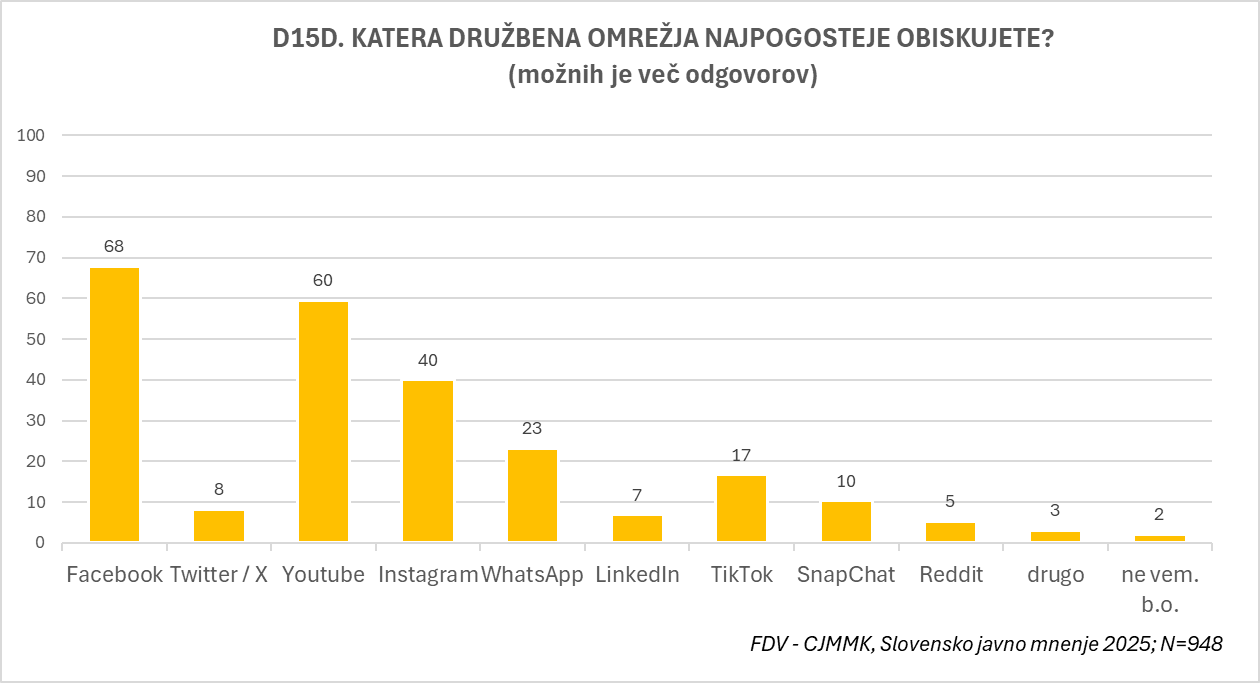 D15D. KATERA DRUŽBENA OMREŽJA NAJPOGOSTEJE OBISKUJETE?
(možnih je več odgovorov)
100
90
80
70
60
50
40
30
20
10
0
68
8
60
40
23
7
17
10
5
3
2
Facebook
Twitter / X
Youtube
Instagram
WhatsApp
LinkedIn
TikTok
SnapChat
Reddit
drugo
ne vem.
b.o.
FDV - CJMMK, Slovensko javno mnenje 2025; N=948